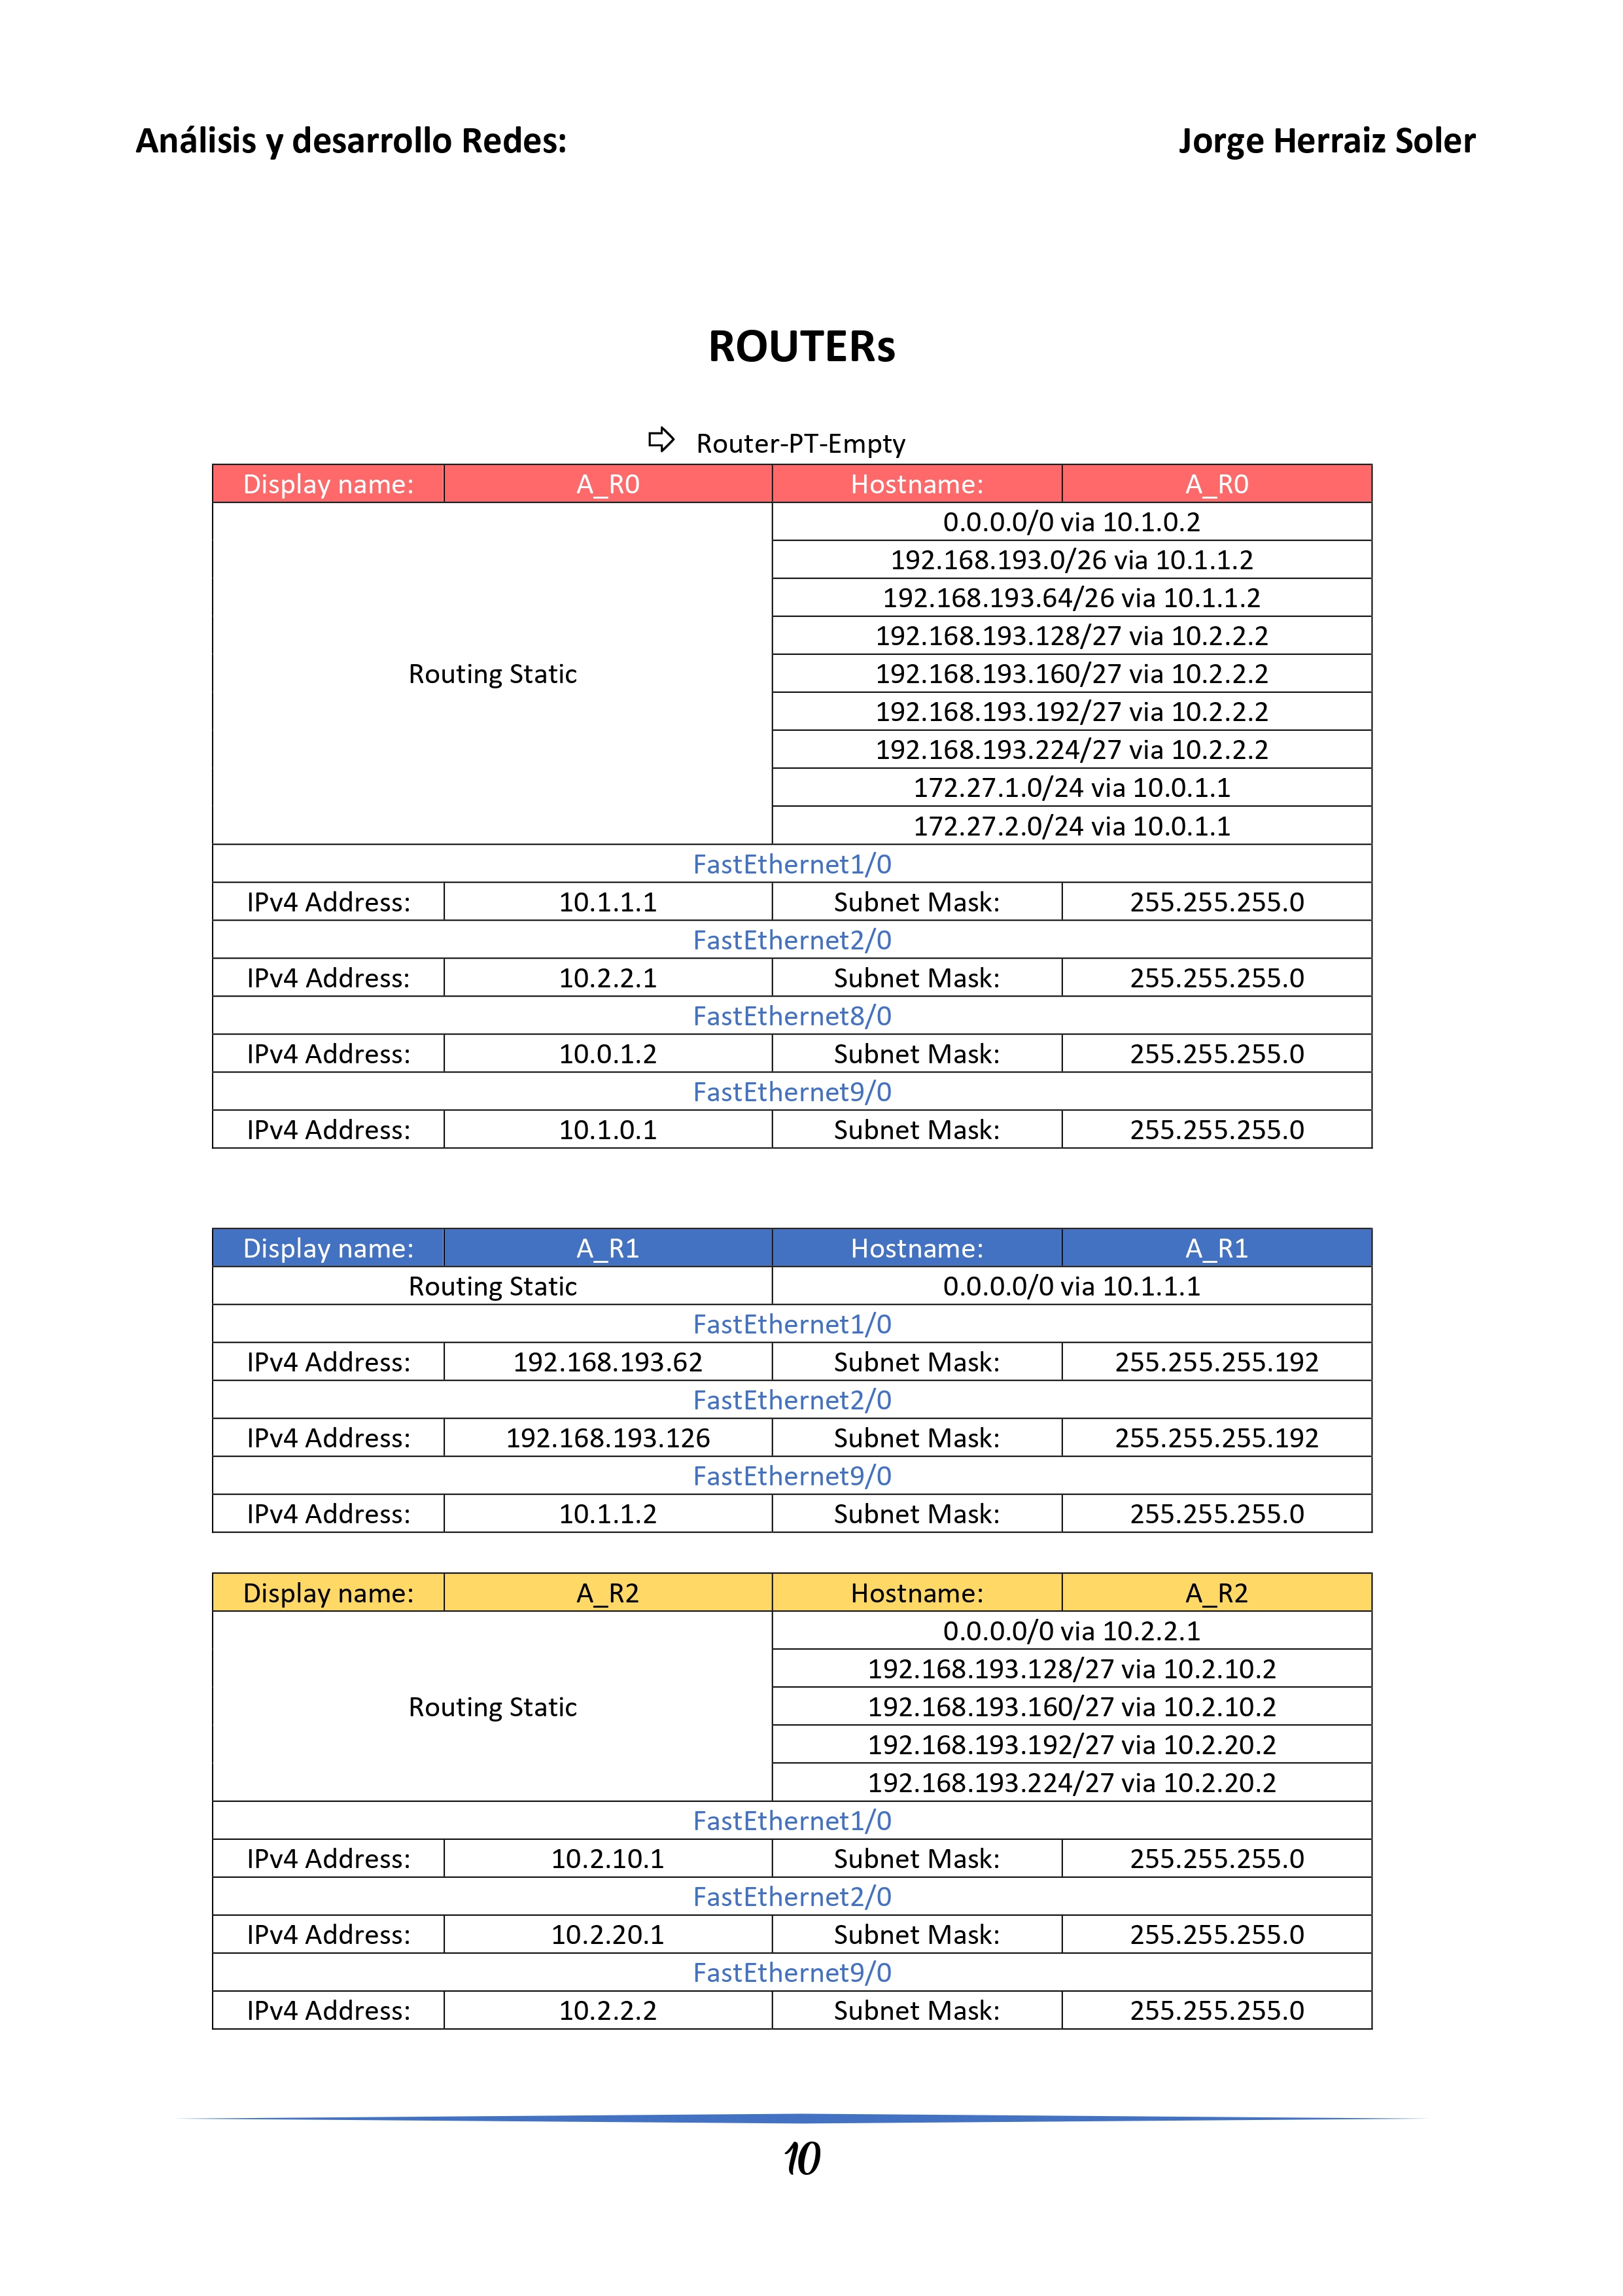 Análisis y desarrollo Redes: Jorge Herraiz Soler
ROUTERs
Router-PT-Empty
Display name: A_R0 Hostname: A_R0
Routing Static
0.0.0.0/0 via 10.1.0.2
192.168.193.0/26 via 10.1.1.2
192.168.193.64/26 via 10.1.1.2
192.168.193.128/27 via 10.2.2.2
192.168.193.160/27 via 10.2.2.2
192.168.193.192/27 via 10.2.2.2
192.168.193.224/27 via 10.2.2.2
172.27.1.0/24 via 10.0.1.1
172.27.2.0/24 via 10.0.1.1
FastEthernet1/0
IPv4 Address: 10.1.1.1 Subnet Mask: 255.255.255.0
FastEthernet2/0
IPv4 Address: 10.2.2.1 Subnet Mask: 255.255.255.0
FastEthernet8/0
IPv4 Address: 10.0.1.2 Subnet Mask: 255.255.255.0
FastEthernet9/0
IPv4 Address: 10.1.0.1 Subnet Mask: 255.255.255.0
Display name: A_R1 Hostname: A_R1
Routing Static 0.0.0.0/0 via 10.1.1.1
FastEthernet1/0
IPv4 Address: 192.168.193.62 Subnet Mask: 255.255.255.192
FastEthernet2/0
IPv4 Address: 192.168.193.126 Subnet Mask: 255.255.255.192
FastEthernet9/0
IPv4 Address: 10.1.1.2 Subnet Mask: 255.255.255.0
Display name: A_R2 Hostname: A_R2
Routing Static
0.0.0.0/0 via 10.2.2.1
192.168.193.128/27 via 10.2.10.2
192.168.193.160/27 via 10.2.10.2
192.168.193.192/27 via 10.2.20.2
192.168.193.224/27 via 10.2.20.2
FastEthernet1/0
IPv4 Address: 10.2.10.1 Subnet Mask: 255.255.255.0
FastEthernet2/0
IPv4 Address: 10.2.20.1 Subnet Mask: 255.255.255.0
FastEthernet9/0
IPv4 Address: 10.2.2.2 Subnet Mask: 255.255.255.0
10